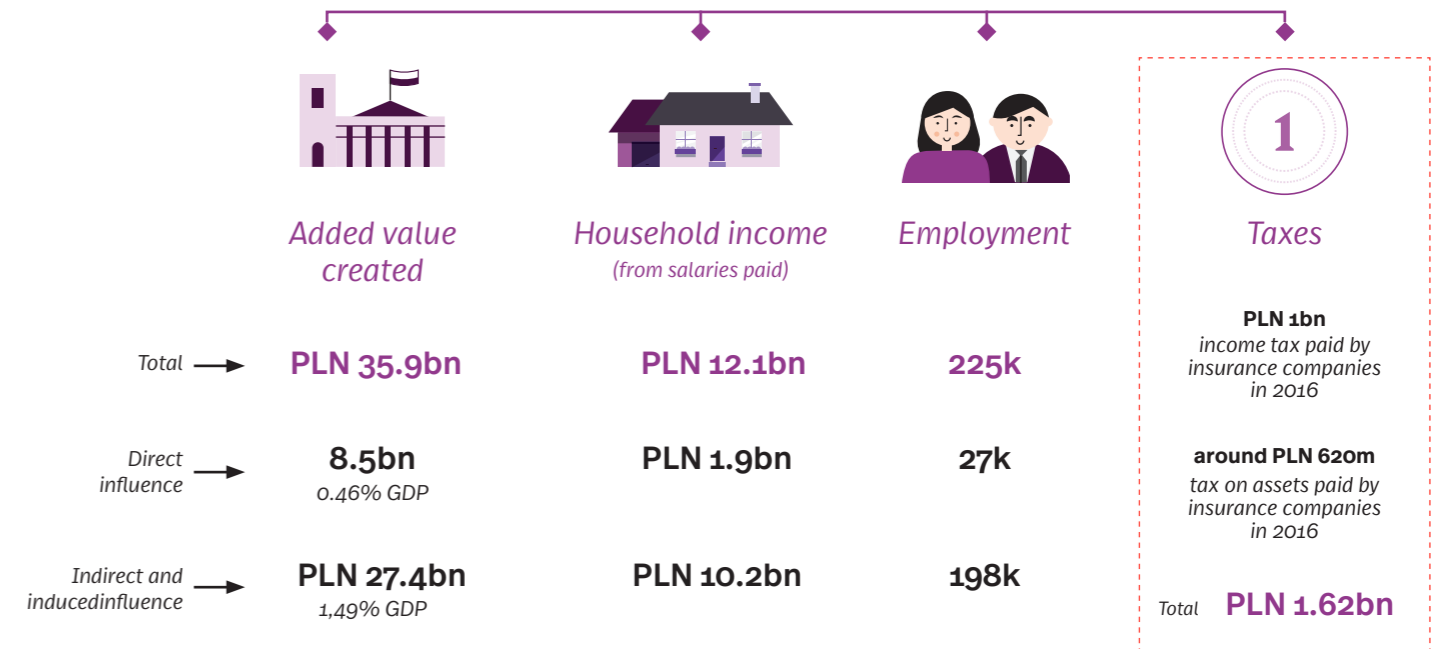 1
Added value
created
Household income
(from salaries paid)
Employment
Taxes
Total
PLN 35.9bn
PLN 12.1bn
225k
PLN 1bn
income tax paid by
insurance companies
in 2016
Direct
influence
8.5bn
0.46% GDP
PLN 1.9bn
27k
around PLN 620m
tax on assets paid by
insurance companies
in 2016
Indirect and
inducedinfluence
PLN 27.4bn
1,49% GDP
PLN 10.2bn
198k
Total PLN 1.62bn